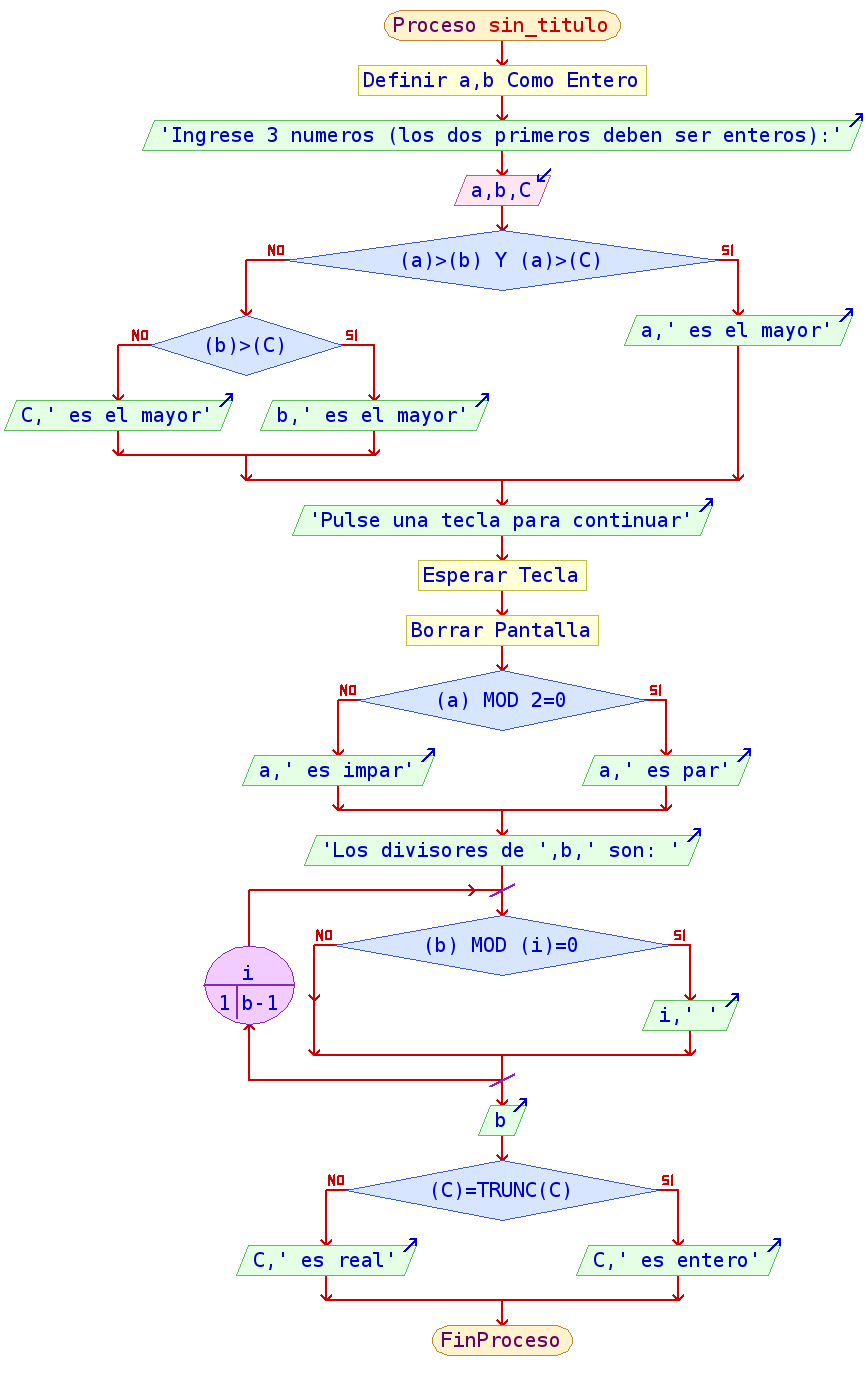 Proceso sin_titulo
Definir a,b Como Entero
'Ingrese 3 numeros (los dos primeros deben ser enteros):'
a,b,C
(a)>(b) Y (a)>(C)
NO
SI
a,' es el mayor'
(b)>(C)
NO
SI
C,' es el mayor'
b,' es el mayor'
'Pulse una tecla para continuar'
Esperar Tecla
Borrar Pantalla
(a) MOD 2=0
NO
SI
a,' es impar'
a,' es par'
'Los divisores de ',b,' son: '
i
1 b-1
(b) MOD (i)=0
NO
SI
i,' '
b
(C)=TRUNC(C)
NO
SI
C,' es real'
C,' es entero'
FinProceso